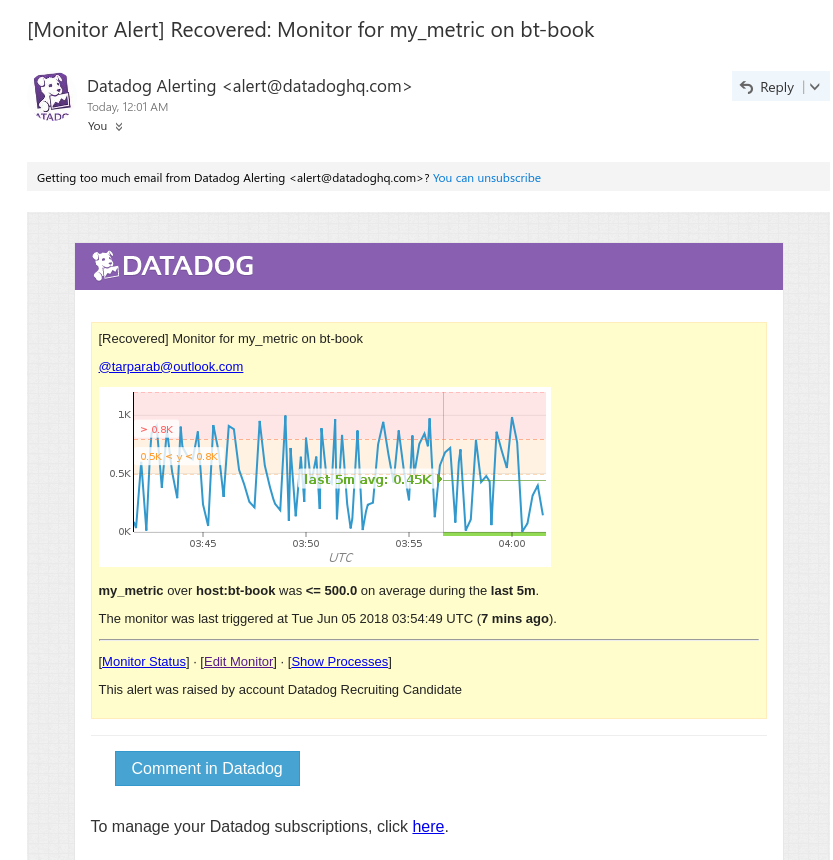 [Monitor Alert] Recovered: Monitor for my_metric on bt-book
Datadog Alerting <alert@datadoghq.com>
Today, 12:01 AM
You
Reply
Getting too much email from Datadog Alerting <alert@datadoghq.com>? You can unsubscribe
DATADOG
[Recovered] Monitor for my_metric on bt-book
@tarparab@outlook.com
1K
> 0.8K
0.5K < y < 0.8K
0.5K
last 5m avg: 0.45K
0K
03:45 03:50 03:55 04:00
UTC
my_metric over host:bt-book was <= 500.0 on average during the last 5m.
The monitor was last triggered at Tue Jun 05 2018 03:54:49 UTC (7 mins ago).
[Monitor Status] · [Edit Monitor] · [Show Processes]
This alert was raised by account Datadog Recruiting Candidate
Comment in Datadog
To manage your Datadog subscriptions, click here.